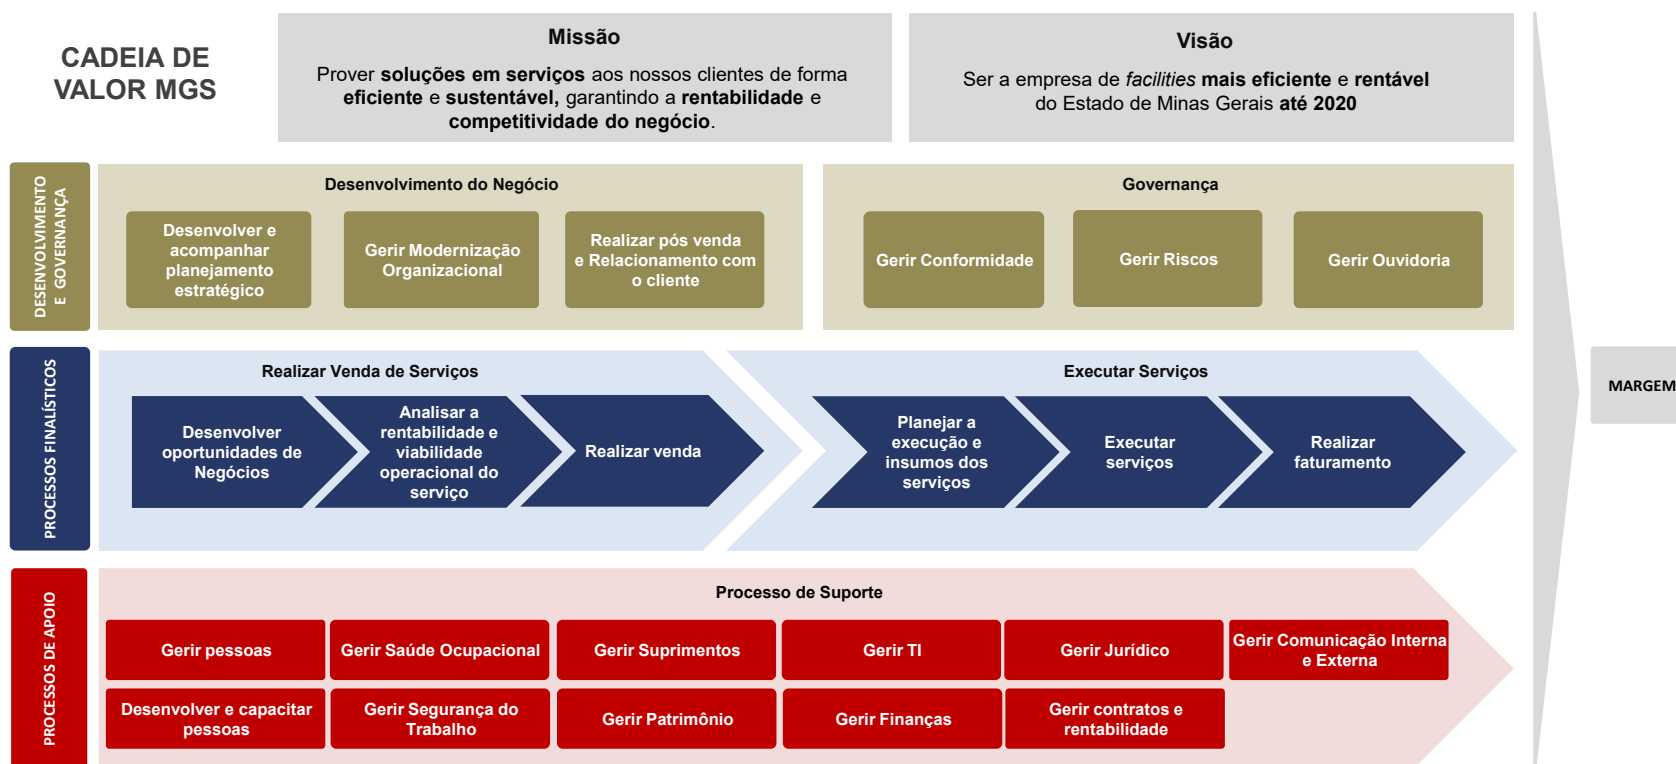 CADEIA DE
VALOR MGS
Missão
Prover soluções em serviços aos nossos clientes de forma
eficiente e sustentável, garantindo a rentabilidade e
competitividade do negócio.
Visão
Ser a empresa de facilities mais eficiente e rentável
do Estado de Minas Gerais até 2020
DESENVOLVIMENTO
E GOVERNANÇA
Desenvolvimento do Negócio
Desenvolver e
acompanhar
planejamento
estratégico
Gerir Modernização
Organizacional
Realizar pós venda
e Relacionamento com
o cliente
Governança
Gerir Conformidade
Gerir Riscos
Gerir Ouvidoria
PROCESSOS FINALÍSTICOS
Realizar Venda de Serviços
Desenvolver
oportunidades de
Negócios
Analisar a
rentabilidade e
viabilidade
operacional do
serviço
Realizar venda
Executar Serviços
Planejar a
execução e
insumos dos
serviços
Executar
serviços
Realizar
faturamento
MARGEM
PROCESSOS DE APOIO
Processo de Suporte
Gerir pessoas
Gerir Saúde Ocupacional
Gerir Suprimentos
Gerir TI
Gerir Jurídico
Gerir Comunicação Interna
e Externa
Desenvolver e capacitar
pessoas
Gerir Segurança do
Trabalho
Gerir Patrimônio
Gerir Finanças
Gerir contratos e
rentabilidade